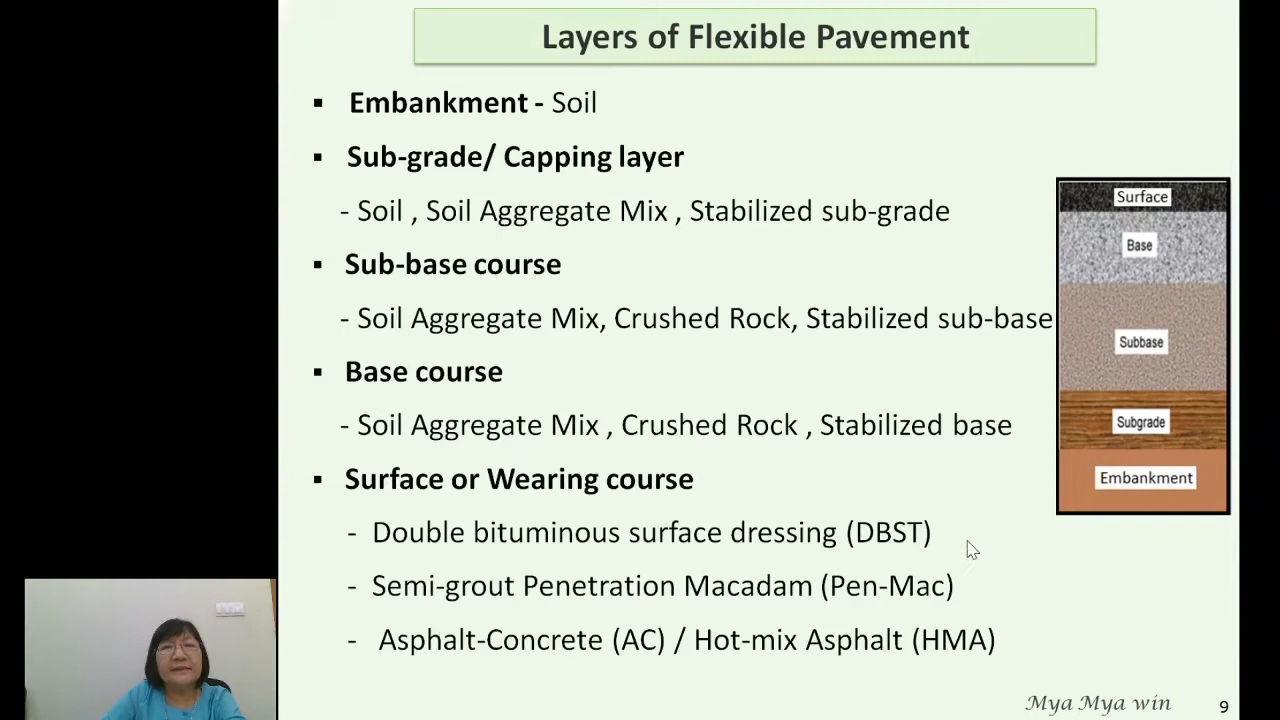 Layers of Flexible Pavement
▪ Embankment - Soil
▪ Sub-grade/ Capping layer
- Soil , Soil Aggregate Mix , Stabilized sub-grade
▪ Sub-base course
- Soil Aggregate Mix, Crushed Rock, Stabilized sub-base
▪ Base course
- Soil Aggregate Mix , Crushed Rock , Stabilized base
▪ Surface or Wearing course
- Double bituminous surface dressing (DBST)
- Semi-grout Penetration Macadam (Pen-Mac)
- Asphalt-Concrete (AC) / Hot-mix Asphalt (HMA)
Surface
Base
Subbase
Subgrade
Embankment
Mya Mya win
9